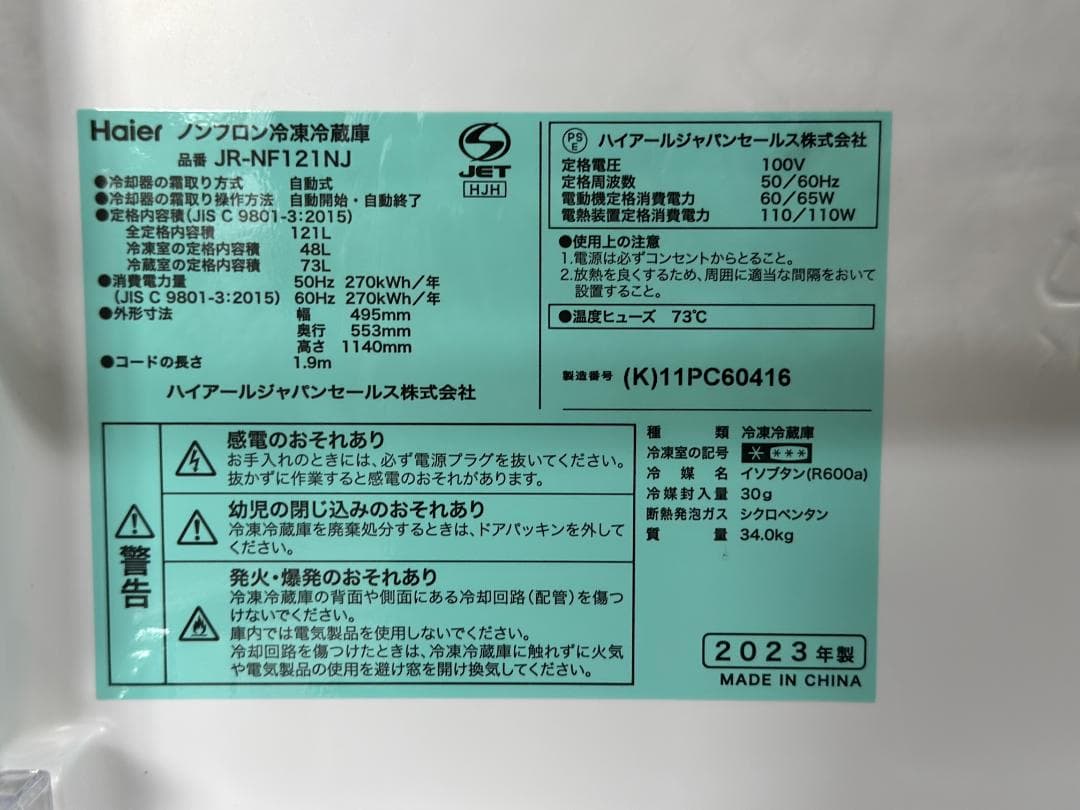 Haier ノンフロン冷凍冷蔵庫
品番 JR-NF121NJ
●冷却器の霜取り方式 自動式
●冷却器の霜取り操作方法 自動開始・自動終了
●定格内容積(JIS C 9801-3:2015)
全定格内容積 121L
冷凍室の定格内容積 48L
冷蔵室の定格内容積 73L
●消費電力量 50Hz 270kWh/年
(JIS C 9801-3:2015) 60Hz 270kWh/年
●外形寸法 幅 495mm
奥行 553mm
高さ 1140mm
●コードの長さ 1.9m
ハイアールジャパンセールス株式会社
JET
HJH
PS
E
ハイアールジャパンセールス株式会社
定格電圧 100V
定格周波数 50/60Hz
電動機定格消費電力 60/65W
電熱装置定格消費電力 110/110W
●使用上の注意
1.電源は必ずコンセントからとること。
2.放熱を良くするため、周囲に適当な間隔をおいて
設置すること。
●温度ヒューズ 73℃
製造番号 (K)11PC60416
警告
感電のおそれあり
お手入れのときには、必ず電源プラグを抜いてください。
抜かずに作業すると感電のおそれがあります。
幼児の閉じ込みのおそれあり
冷凍冷蔵庫を廃棄処分するときは、ドアパッキンを外して
ください。
発火・爆発のおそれあり
冷凍冷蔵庫の背面や側面にある冷却回路(配管)を傷つ
けないでください。
庫内では電気製品を使用しないでください。
冷却回路を傷つけたときは、冷凍冷蔵庫に触れずに火気
や電気製品の使用を避け窓を開け換気してください。
種類 冷凍冷蔵庫
冷凍室の記号 * ***
冷媒名 イソブタン(R600a)
冷媒封入量 30g
断熱発泡ガス シクロペンタン
質量 34.0kg
2023年製
MADE IN CHINA